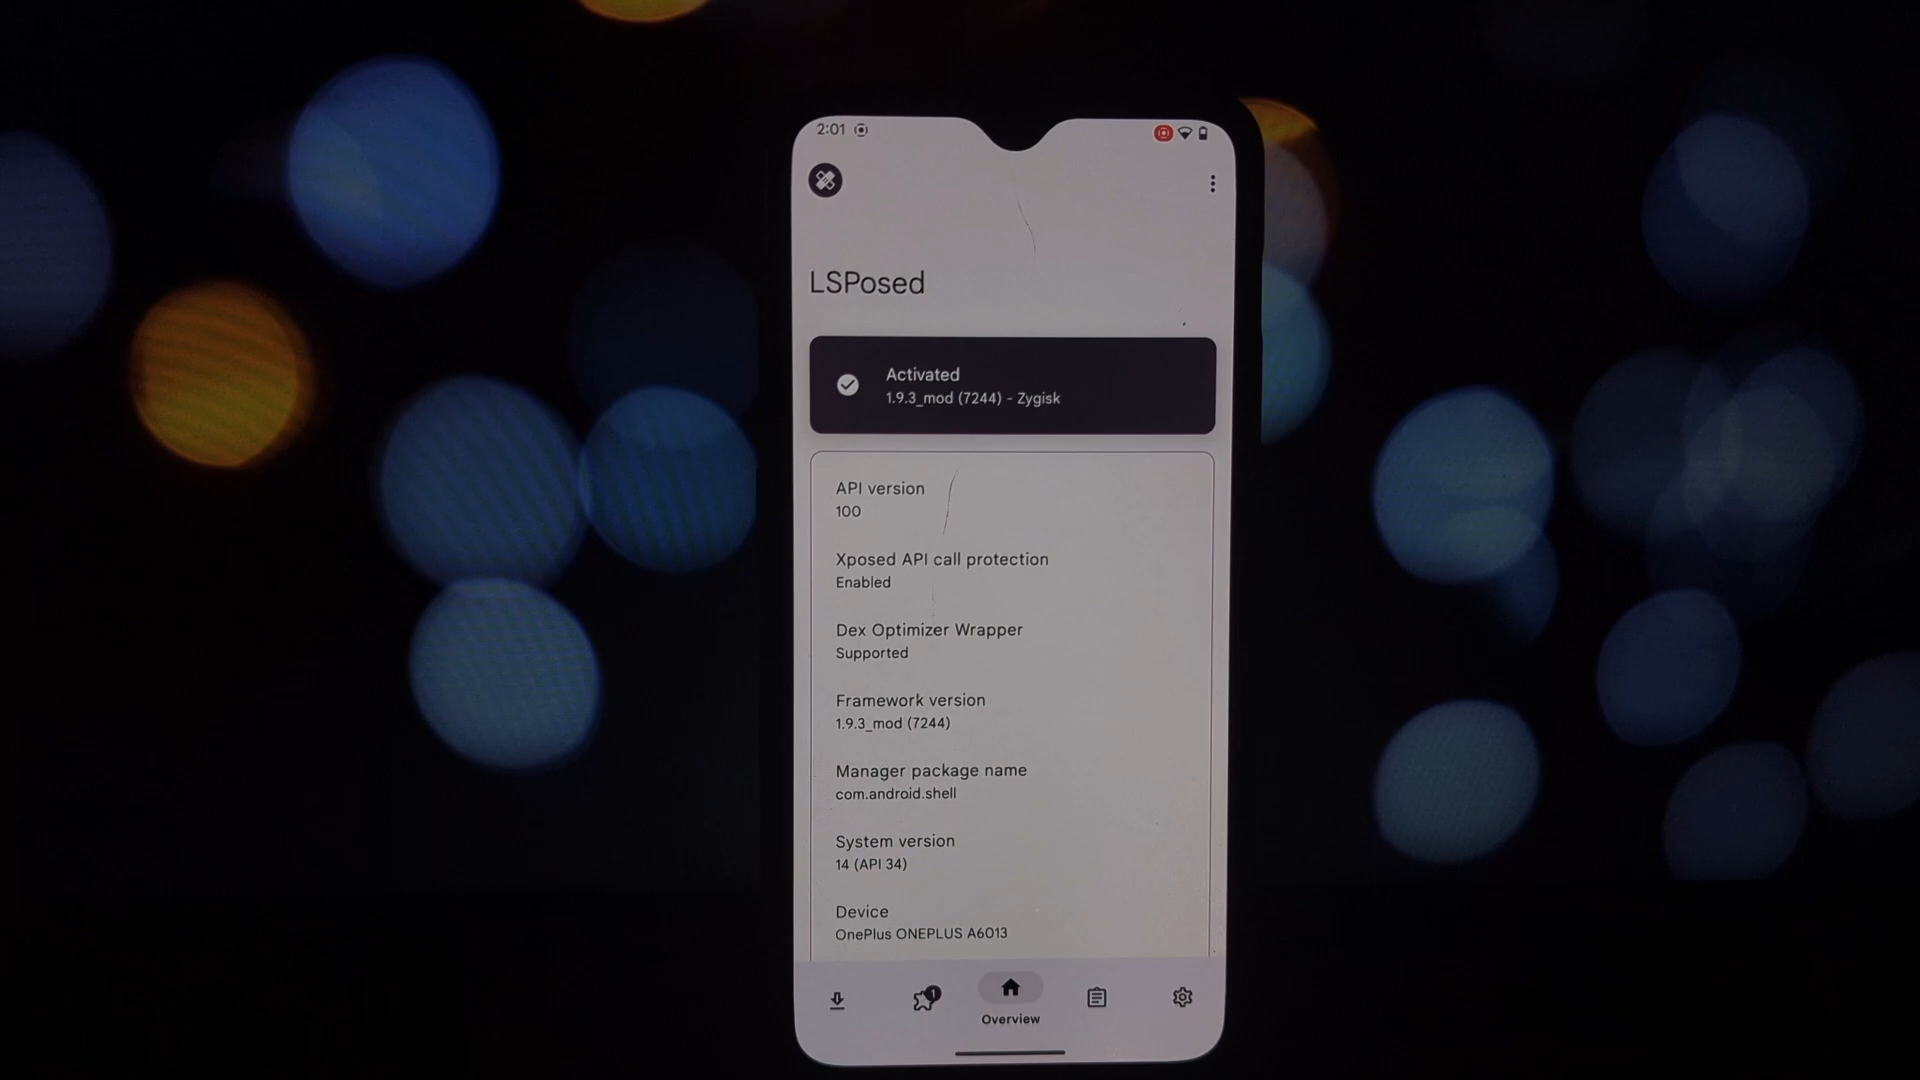 2:01
LSPosed
Activated
1.9.3_mod (7244) - Zygisk
API version
100
Xposed API call protection
Enabled
Dex Optimizer Wrapper
Supported
Framework version
1.9.3_mod (7244)
Manager package name
com.android.shell
System version
14 (API 34)
Device
OnePlus ONEPLUS A6013
1
Overview